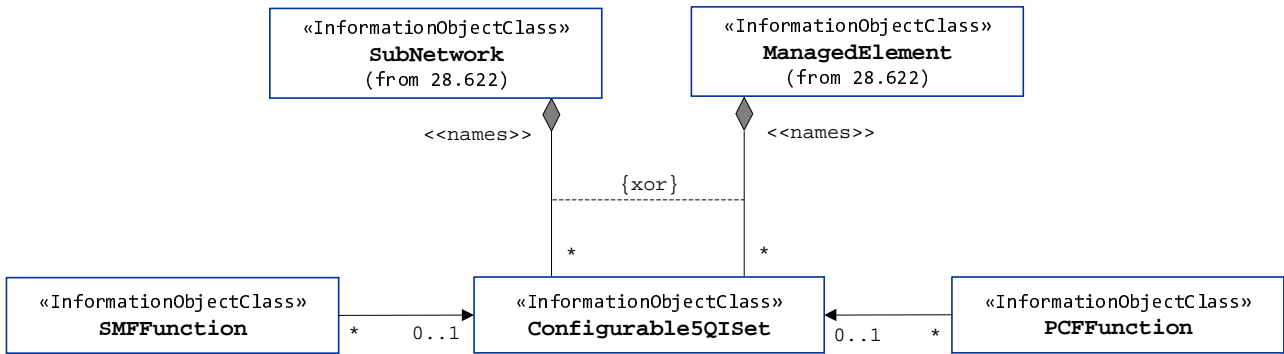 «InformationObjectClass»
SubNetwork
(from 28.622)
«InformationObjectClass»
ManagedElement
(from 28.622)
<<names>>
<<names>>
{xor}
*
*
«InformationObjectClass»
SMFFunction
*
0..1
«InformationObjectClass»
Configurable5QISet
0..1
*
«InformationObjectClass»
PCFFunction